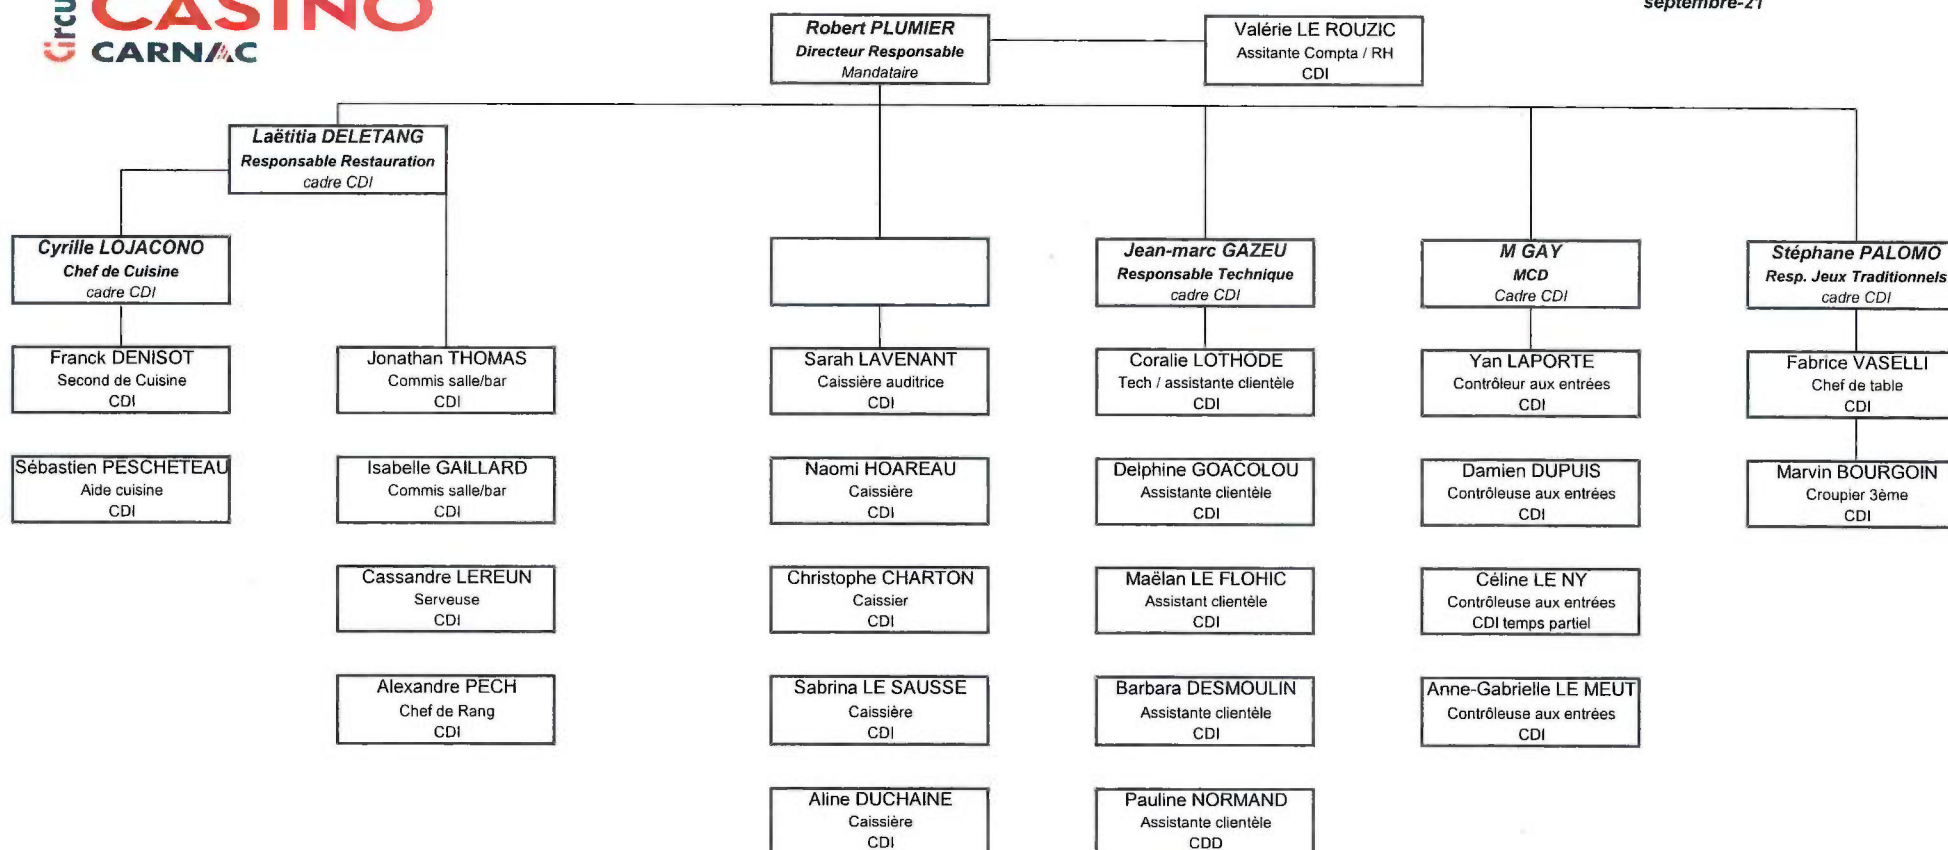 circu
CASINO
CARNAC
septembre-21
Robert PLUMIER
Directeur Responsable
Mandataire
Valérie LE ROUZIC
Assitante Compta / RH
CDI
Laëtitia DELETANG
Responsable Restauration
cadre CDI
Cyrille LOJACONO
Chef de Cuisine
cadre CDI
Jean-marc GAZEU
Responsable Technique
cadre CDI
M GAY
MCD
Cadre CDI
Stéphane PALOMO
Resp. Jeux Traditionnels
cadre CDI
Franck DENISOT
Second de Cuisine
CDI
Jonathan THOMAS
Commis salle/bar
CDI
Sarah LAVENANT
Caissière auditrice
CDI
Coralie LOTHODE
Tech / assistante clientèle
CDI
Yan LAPORTE
Contrôleur aux entrées
CDI
Fabrice VASELLI
Chef de table
CDI
Sébastien PESCHETEAU
Aide cuisine
CDI
Isabelle GAILLARD
Commis salle/bar
CDI
Naomi HOAREAU
Caissière
CDI
Delphine GOACOLOU
Assistante clientèle
CDI
Damien DUPUIS
Contrôleuse aux entrées
CDI
Marvin BOURGOIN
Croupier 3ème
CDI
Cassandre LEREUN
Serveuse
CDI
Christophe CHARTON
Caissier
CDI
Maëlan LE FLOHIC
Assistant clientèle
CDI
Céline LE NY
Contrôleuse aux entrées
CDI temps partiel
Alexandre PECH
Chef de Rang
CDI
Sabrina LE SAUSSE
Caissière
CDI
Barbara DESMOULIN
Assistante clientèle
CDI
Anne-Gabrielle LE MEUT
Contrôleuse aux entrées
CDI
Aline DUCHAINE
Caissière
CDI
Pauline NORMAND
Assistante clientèle
CDD